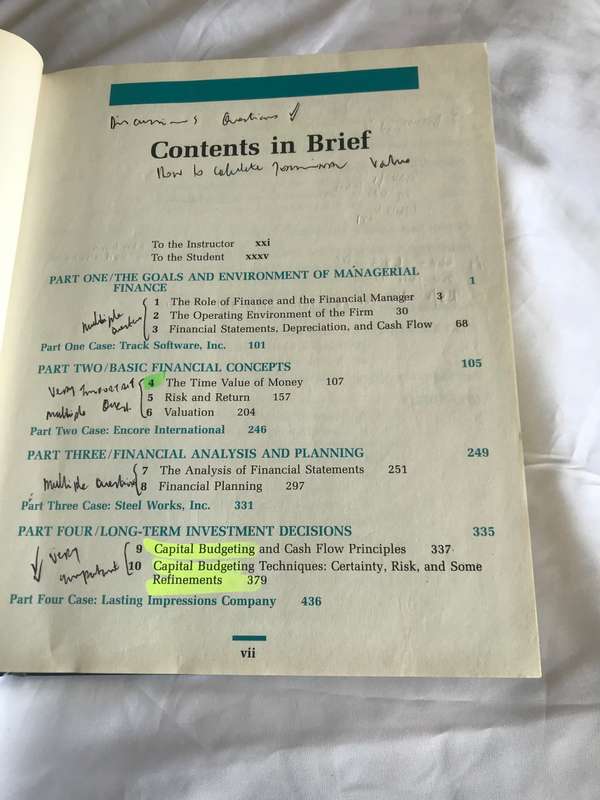 Discussions Questions
Contents in Brief
How to calculate Value
To the Instructor xxi
To the Student xxxv
PART ONE/THE GOALS AND ENVIRONMENT OF MANAGERIAL
FINANCE 1
1 The Role of Finance and the Financial Manager 3
Multiple 2 The Operating Environment of the Firm 30
3 Financial Statements, Depreciation, and Cash Flow 68
Part One Case: Track Software, Inc. 101
PART TWO/BASIC FINANCIAL CONCEPTS 105
Very Important 4 The Time Value of Money 107
5 Risk and Return 157
Multiple Quest. 6 Valuation 204
Part Two Case: Encore International 246
PART THREE/FINANCIAL ANALYSIS AND PLANNING 249
7 The Analysis of Financial Statements 251
Multiple Question 8 Financial Planning 297
Part Three Case: Steel Works, Inc. 331
PART FOUR/LONG-TERM INVESTMENT DECISIONS 335
Very 9 Capital Budgeting and Cash Flow Principles 337
important 10 Capital Budgeting Techniques: Certainty, Risk, and Some
Refinements 379
Part Four Case: Lasting Impressions Company 436
vii